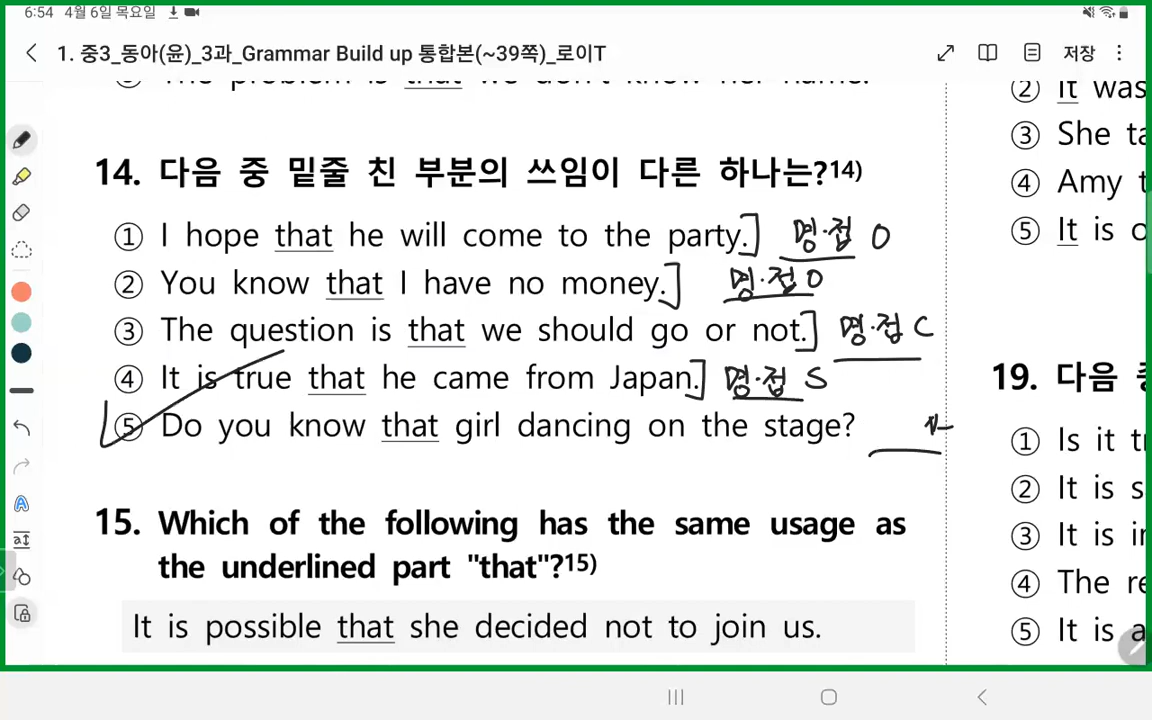 6:54 4월 6일 목요일
1. 중3_동아(윤)_3과_Grammar Build up 통합본(~39쪽)_로이T
저장
③ The problem is that we don't know her name.
14. 다음 중 밑줄 친 부분의 쓰임이 다른 하나는?14)
① I hope that he will come to the party.] 명·접 O
② You know that I have no money.] 명·접 O
③ The question is that we should go or not.] 명·접 C
④ It is true that he came from Japan.] 명·접 S
⑤ Do you know that girl dancing on the stage?
15. Which of the following has the same usage as
the underlined part "that"?15)
It is possible that she decided not to join us.
② It was
③ She ta
④ Amy t
⑤ It is o
19. 다음
① Is it t
② It is s
③ It is i
④ The re
⑤ It is a